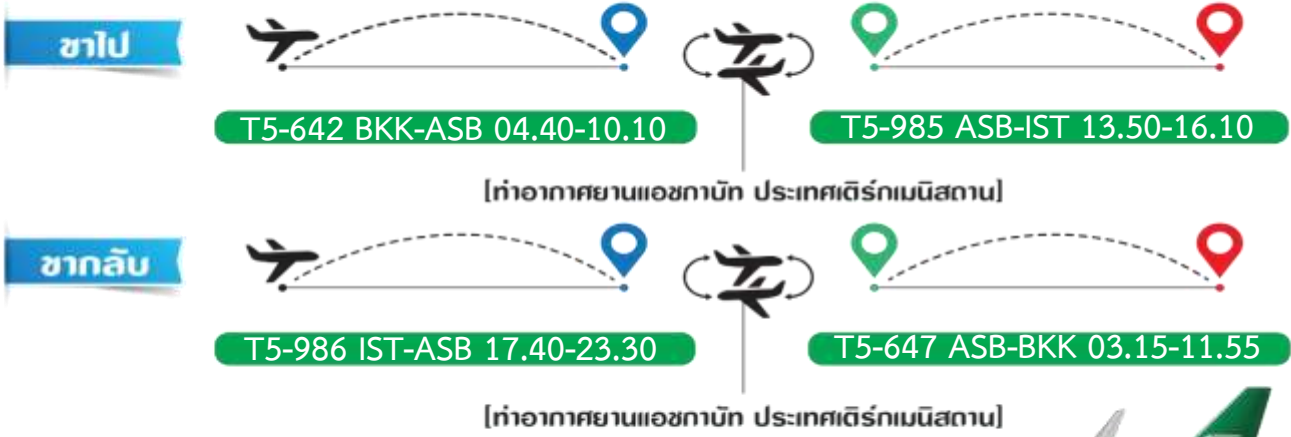 ขาไป
T5-642 BKK-ASB 04.40-10.10
T5-985 ASB-IST 13.50-16.10
[ท่าอากาศยานแอชกาบัท ประเทศเติร์กเมนิสถาน]
ขากลับ
T5-986 IST-ASB 17.40-23.30
T5-647 ASB-BKK 03.15-11.55
[ท่าอากาศยานแอชกาบัท ประเทศเติร์กเมนิสถาน]